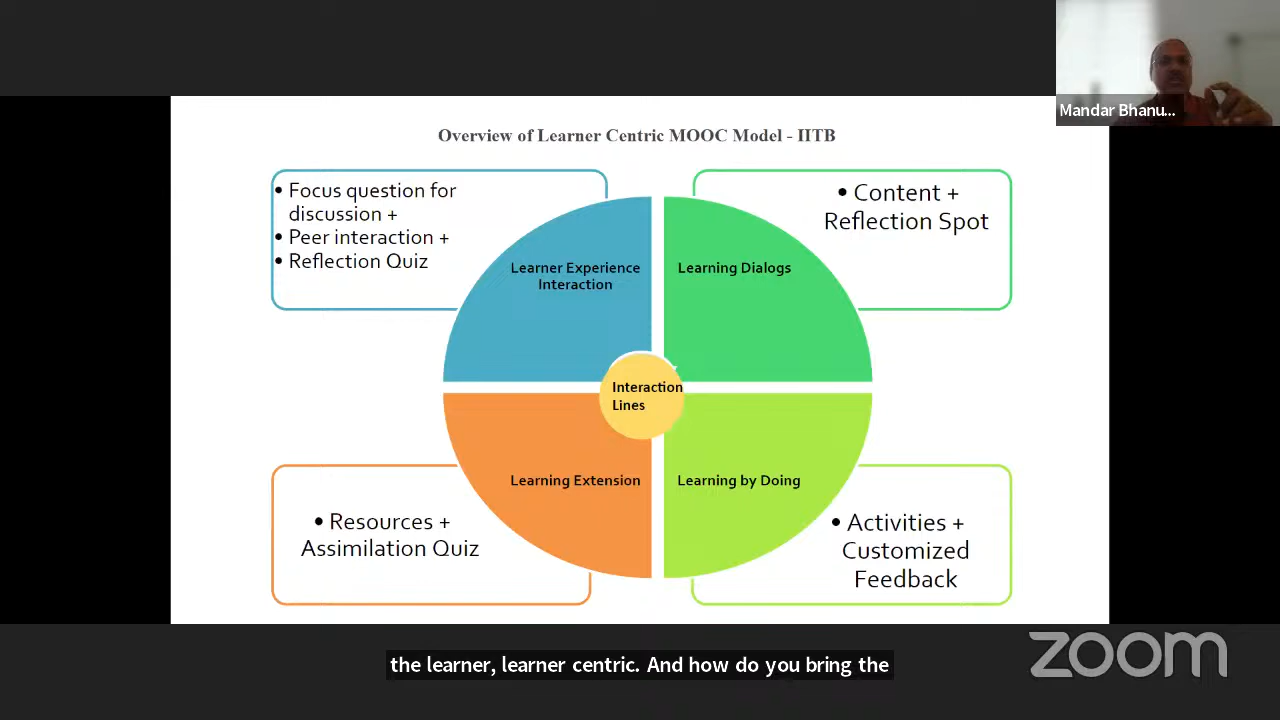 Mandar Bhanu...
Overview of Learner Centric MOOC Model - IITB
• Focus question for
discussion +
• Peer interaction +
• Reflection Quiz
• Content +
Reflection Spot
Learner Experience
Interaction
Learning Dialogs
Interaction
Lines
Learning Extension
Learning by Doing
• Resources +
Assimilation Quiz
• Activities +
Customized
Feedback
zoom
the learner, learner centric. And how do you bring the